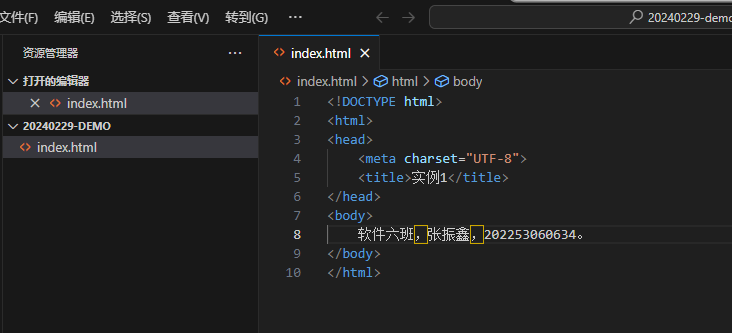 文件(F) 编辑(E) 选择(S) 查看(V) 转到(G) ···
20240229-demo
资源管理器 ···
打开的编辑器
index.html
20240229-DEMO
index.html
index.html
index.html > html > body
1 <!DOCTYPE html>
2 <html>
3 <head>
4 <meta charset="UTF-8">
5 <title>实例1</title>
6 </head>
7 <body>
8 软件六班，张振鑫，202253060634。
9 </body>
10 </html>